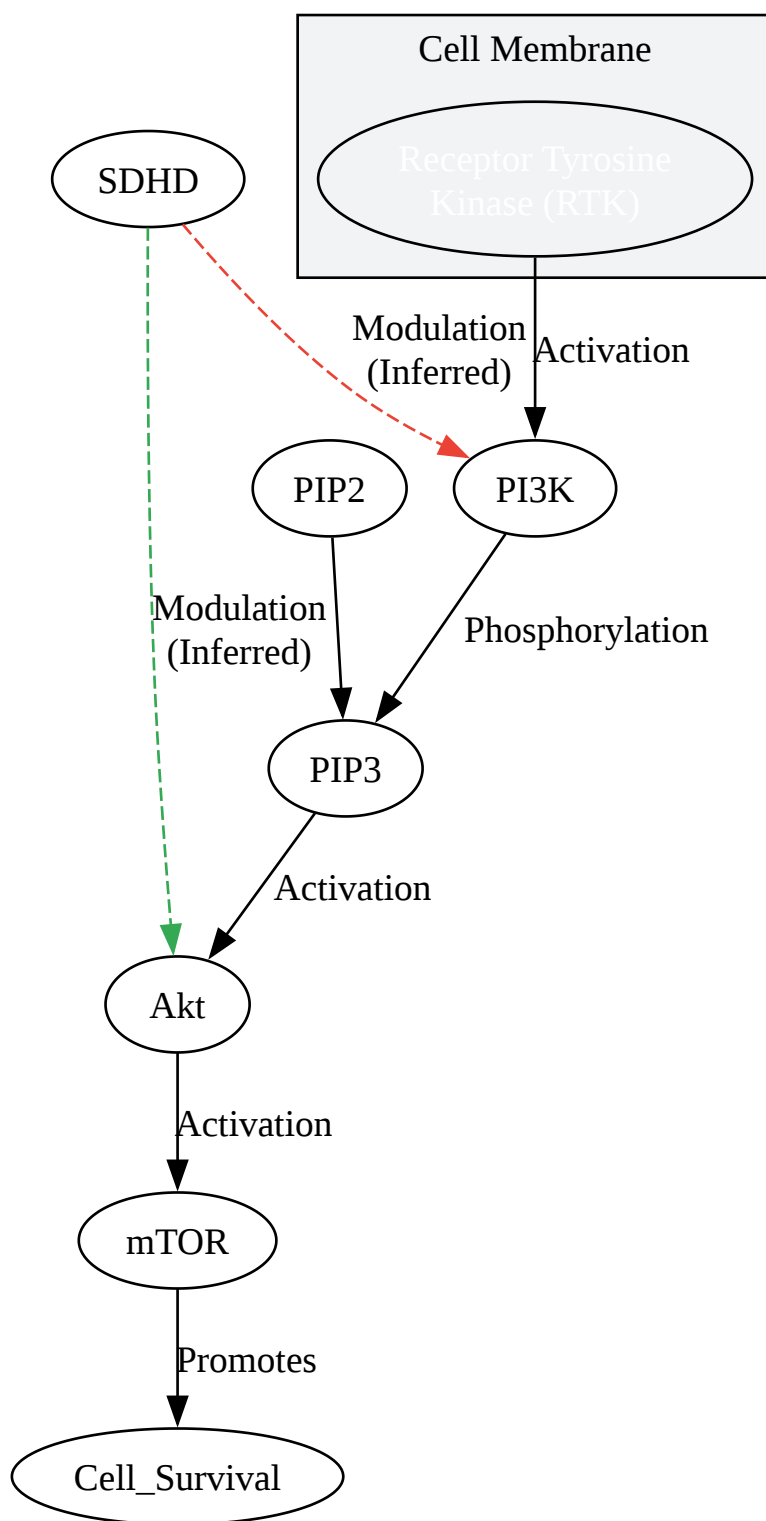 Cell Membrane
Receptor Tyrosine
Kinase (RTK)
SDHD
Modulation
(Inferred)
Activation
PIP2
PI3K
Modulation
(Inferred)
Phosphorylation
PIP3
Activation
Akt
Activation
mTOR
Promotes
Cell_Survival